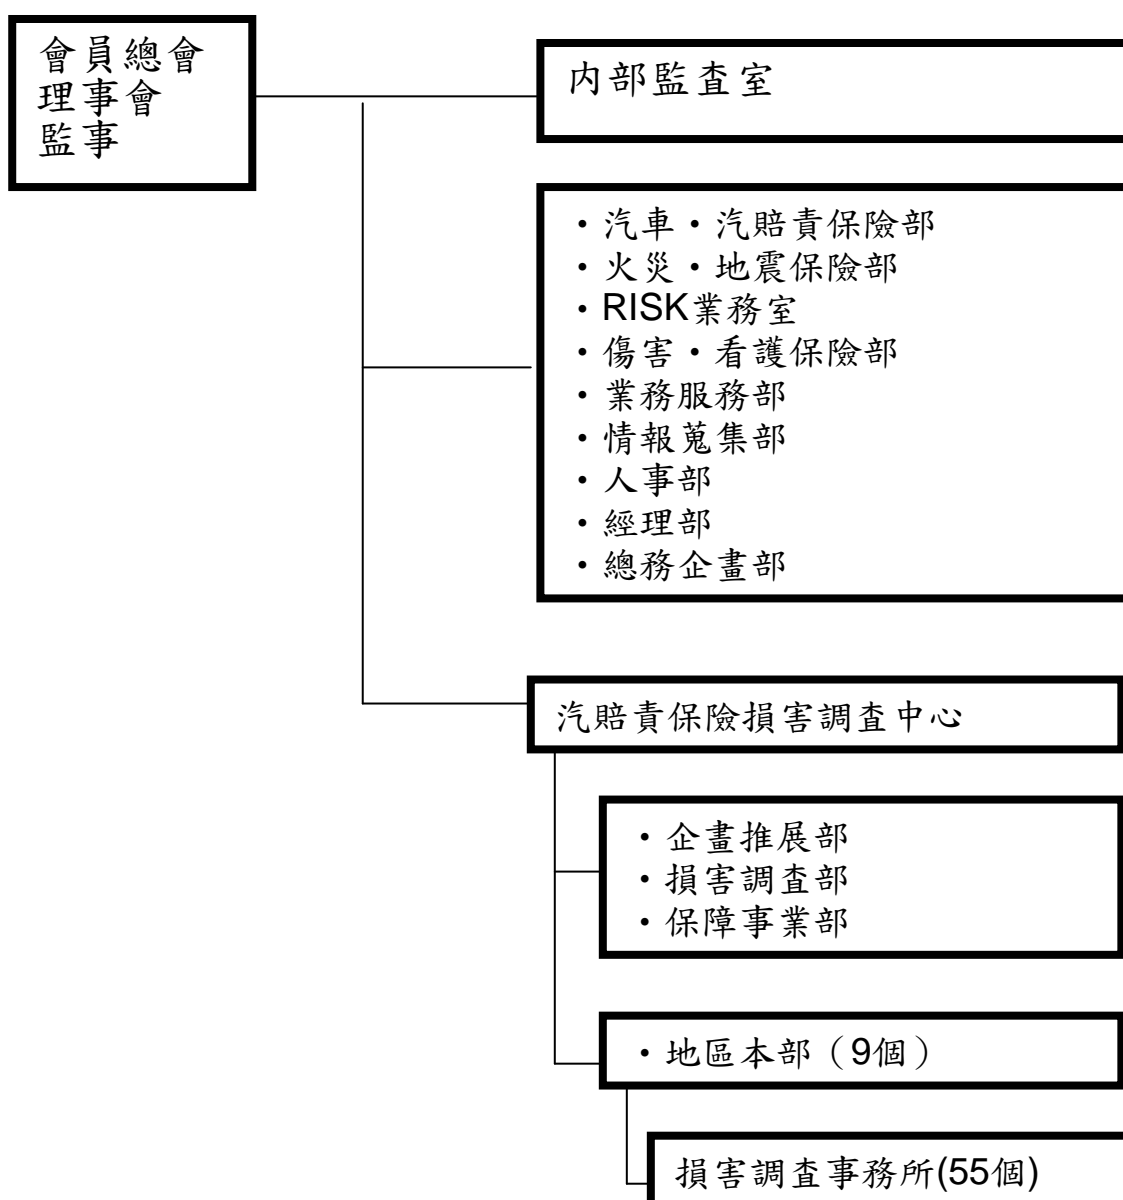 會員總會
理事會
監事
内部監查室
・汽車・汽賠責保險部
・火災・地震保險部
・RISK業務室
・傷害・看護保險部
・業務服務部
・情報蒐集部
・人事部
・經理部
・總務企畫部
汽賠責保險損害調查中心
・企畫推展部
・損害調查部
・保障事業部
・地區本部（9個）
損害調查事務所(55個)